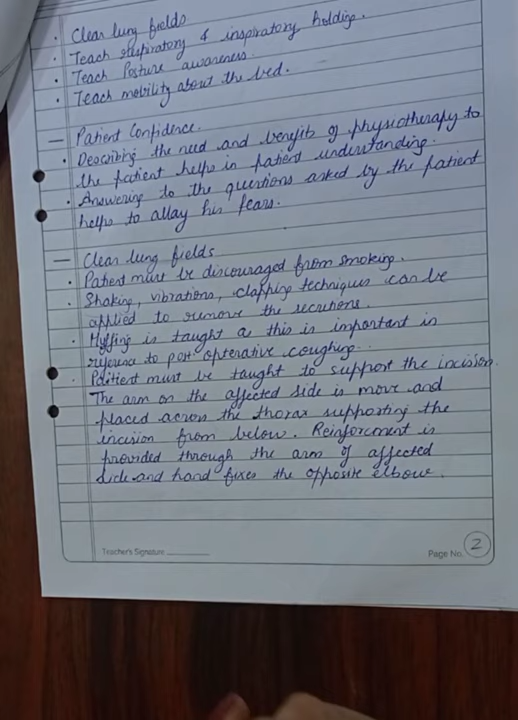 · Clear lung fields
· Teach respiratory & inspiratory holding.
· Teach Posture awareness.
· Teach mobility about the bed.
— Patient Confidence.
· Describing the need and benefits of physiotherapy to
the patient helps in patient understanding.
· Answering to the questions asked by the patient
helps to allay his fears.
— Clear lung fields
· Patient must be discouraged from smoking.
· Shaking, vibrations, clapping techniques can be
applied to remove the secretions.
· Huffing is taught as this is important in
reference to post opterative coughing.
· Patient must be taught to support the incision.
The arm on the affected side is move and
placed across the thorax supporting the
incision from below. Reinforcment is
provided through the arm of affected
side and hand fixes the opposite elbow.
Teacher's Signature
Page No. 2